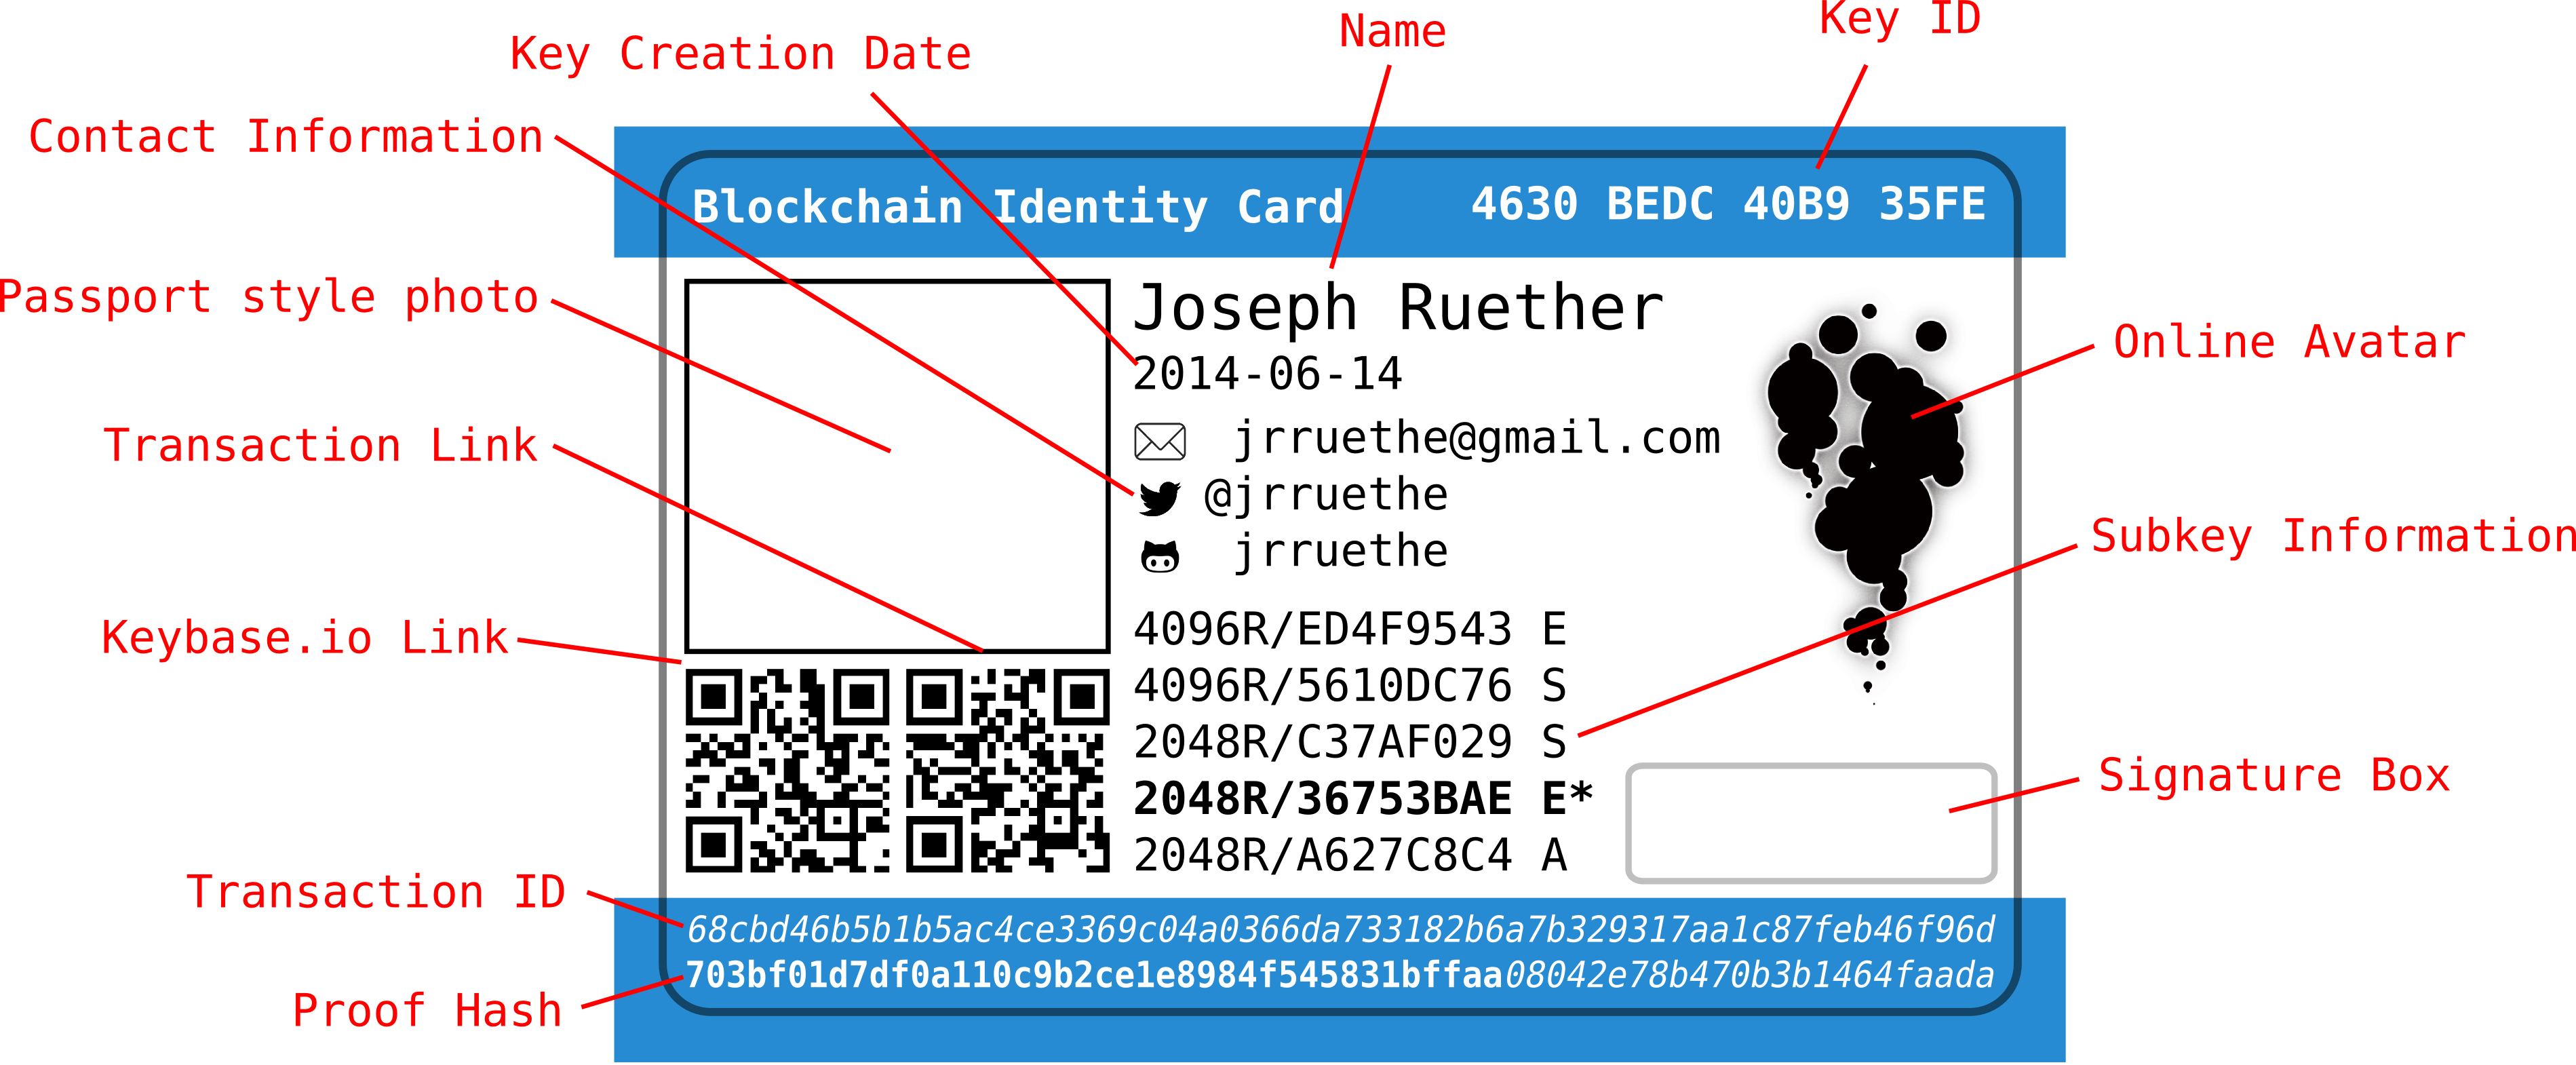 Key ID
Name
Key Creation Date
Contact Information
Blockchain Identity Card
4630 BEDC 40B9 35FE
Passport style photo
Joseph Ruether
Online Avatar
2014-06-14
Transaction Link
jrruethe@gmail.com
@jrruethe
jrruethe
Subkey Information
Keybase.io Link
4096R/ED4F9543 E
4096R/5610DC76 S
2048R/C37AF029 S
2048R/36753BAE E*
2048R/A627C8C4 A
Signature Box
Transaction ID
68cbd46b5b1b5ac4ce3369c04a0366da733182b6a7b329317aa1c87feb46f96d
703bf01d7df0a110c9b2ce1e8984f545831bffaa08042e78b470b3b1464faada
Proof Hash